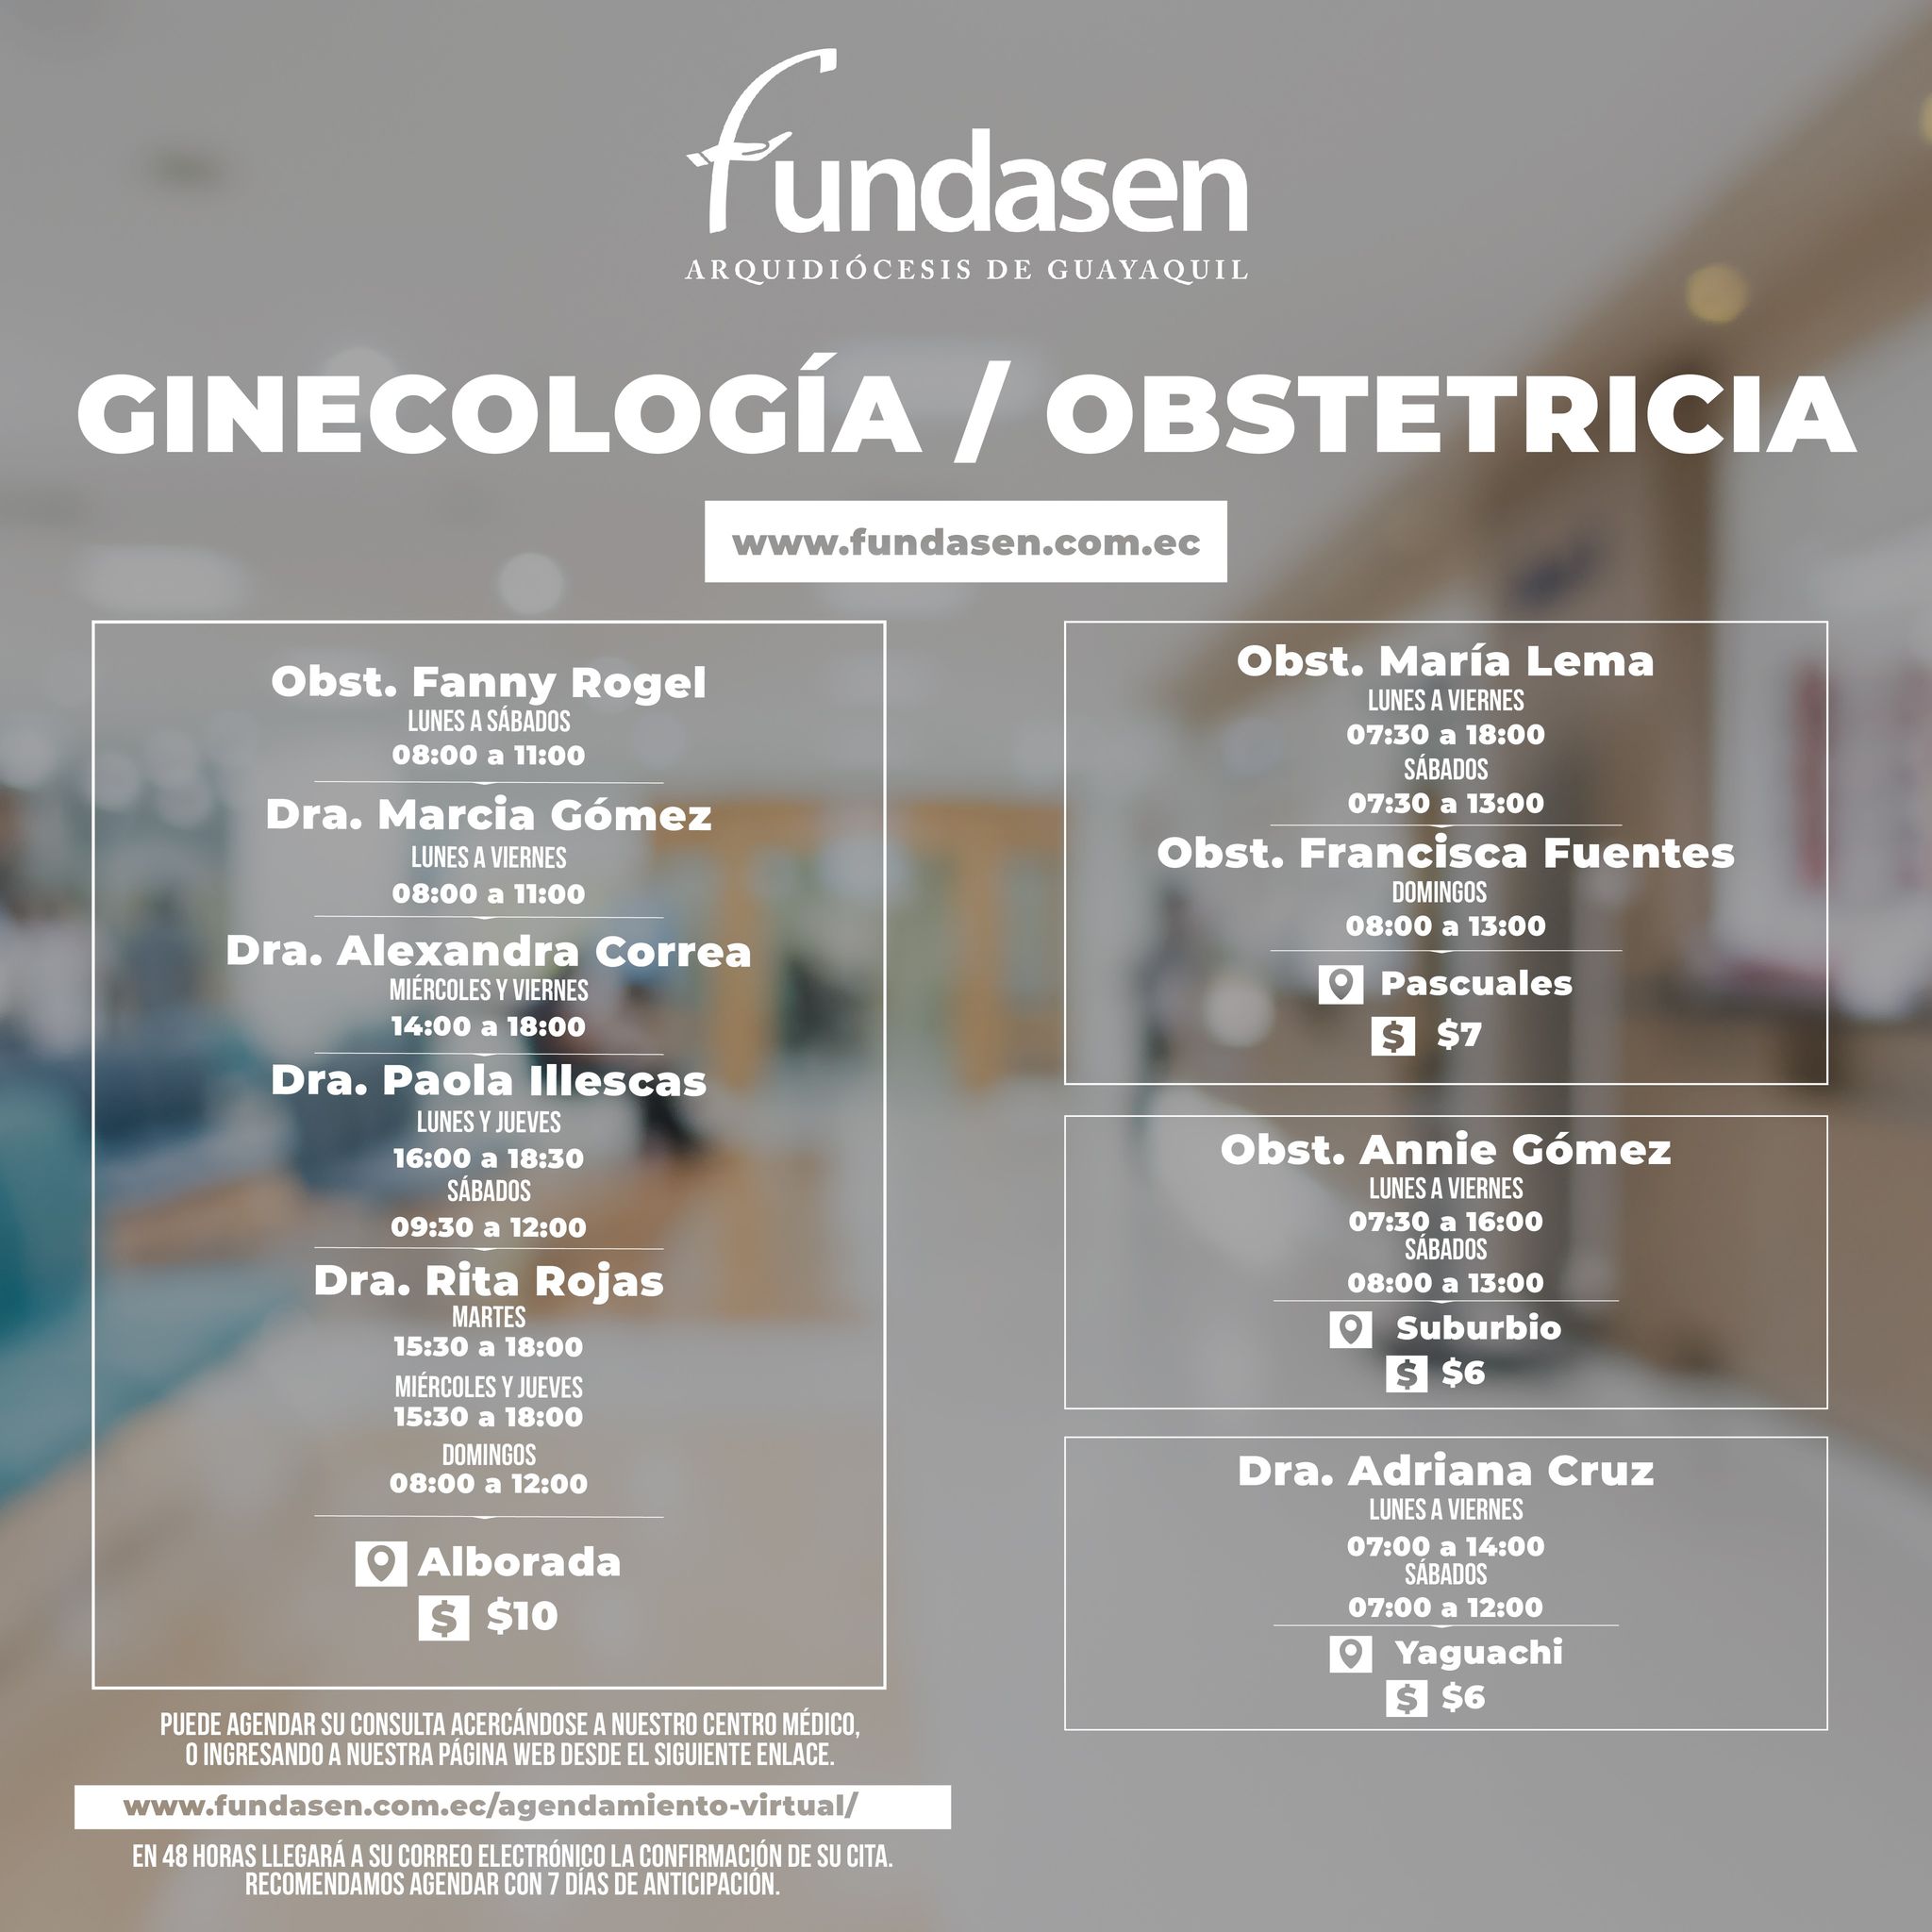 fundasen
ARQUIDIÓCESIS DE GUAYAQUIL
GINECOLOGÍA / OBSTETRICIA
www.fundasen.com.ec
Obst. Fanny Rogel
LUNES A SÁBADOS
08:00 a 11:00
Dra. Marcia Gómez
LUNES A VIERNES
08:00 a 11:00
Dra. Alexandra Correa
MIÉRCOLES Y VIERNES
14:00 a 18:00
Dra. Paola Illescas
LUNES Y JUEVES
16:00 a 18:30
SÁBADOS
09:30 a 12:00
Dra. Rita Rojas
MARTES
15:30 a 18:00
MIÉRCOLES Y JUEVES
15:30 a 18:00
DOMINGOS
08:00 a 12:00
Alborada
$ $10
Obst. María Lema
LUNES A VIERNES
07:30 a 18:00
SÁBADOS
07:30 a 13:00
Obst. Francisca Fuentes
DOMINGOS
08:00 a 13:00
Pascuales
$ $7
Obst. Annie Gómez
LUNES A VIERNES
07:30 a 16:00
SÁBADOS
08:00 a 13:00
Suburbio
$ $6
Dra. Adriana Cruz
LUNES A VIERNES
07:00 a 14:00
SÁBADOS
07:00 a 12:00
Yaguachi
$ $6
PUEDE AGENDAR SU CONSULTA ACERCÁNDOSE A NUESTRO CENTRO MÉDICO,
O INGRESANDO A NUESTRA PÁGINA WEB DESDE EL SIGUIENTE ENLACE.
www.fundasen.com.ec/agendamiento-virtual/
EN 48 HORAS LLEGARÁ A SU CORREO ELECTRÓNICO LA CONFIRMACIÓN DE SU CITA.
RECOMENDAMOS AGENDAR CON 7 DÍAS DE ANTICIPACIÓN.